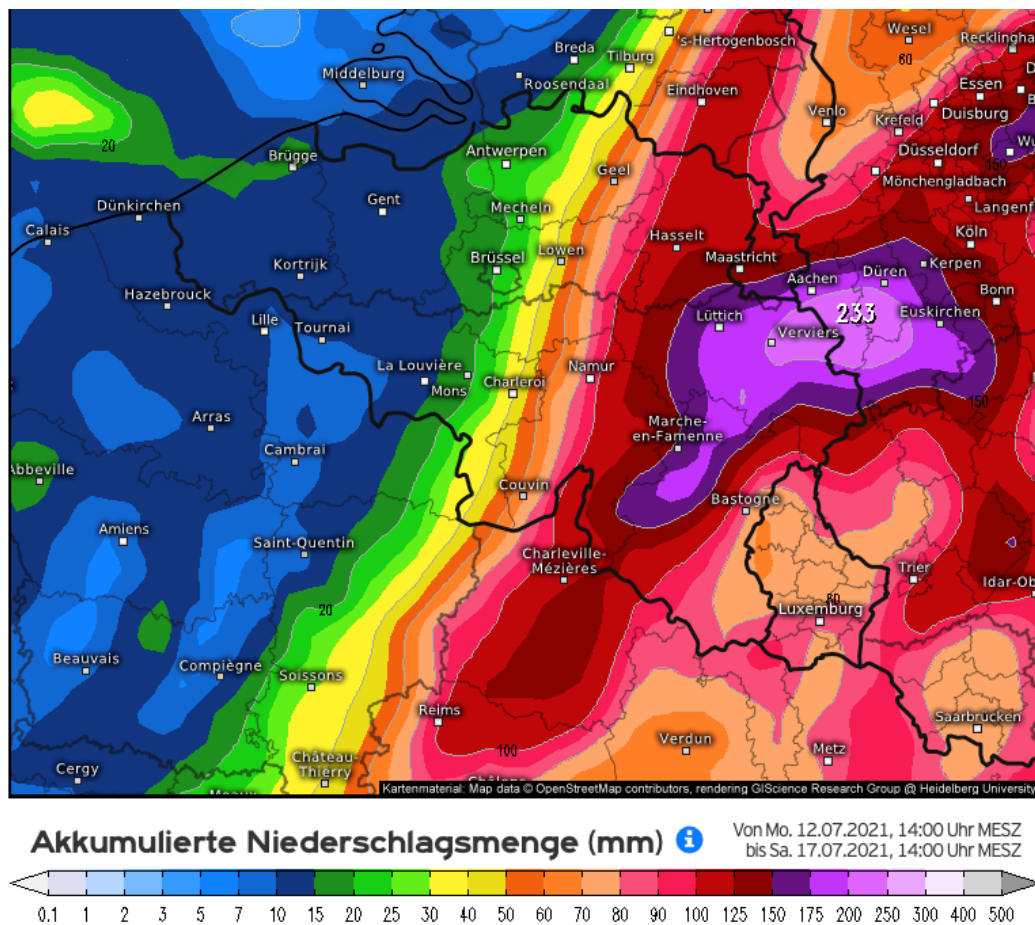 Wesel
Recklingha
's-Hertogenbosch
Breda
Tilburg
60
Middelburg
Roosendaal
Eindhoven
Essen
Venlo
Duisburg
Krefeld
20
Brügge
Antwerpen
Düsseldorf
Wu
150
Geel
Mönchengladbach
Dünkirchen
Gent
Mecheln
Langenf
Calais
Hasselt
Köln
Brüssel
Löwen
Maastricht
Kortrijk
Aachen
Düren
Kerpen
Hazebrouck
Bonn
Lille
Tournai
Lüttich
233
Euskirchen
Verviers
La Louvière
Mons
Charleroi
Namur
150
Arras
Marche-
en-Famenne
Cambrai
Abbeville
Couvin
Bastogne
Amiens
Saint-Quentin
Charleville-
Mézières
Trier
Idar-Ob
20
80
Luxemburg
Beauvais
Compiègne
Soissons
Reims
Saarbrücken
100
Verdun
Metz
Château-
Thierry
Cergy
Meaux
Châlons
Kartenmaterial: Map data © OpenStreetMap contributors, rendering GIScience Research Group @ Heidelberg University
Akkumulierte Niederschlagsmenge (mm) i
Von Mo. 12.07.2021, 14:00 Uhr MESZ
bis Sa. 17.07.2021, 14:00 Uhr MESZ
0.1 1 2 3 5 7 10 15 20 25 30 40 50 60 70 80 90 100 125 150 175 200 250 300 400 500